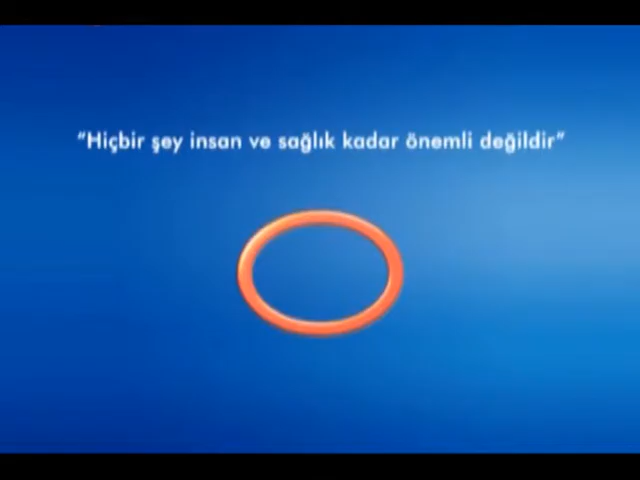 “Hiçbir şey insan ve sağlık kadar önemli değildir”